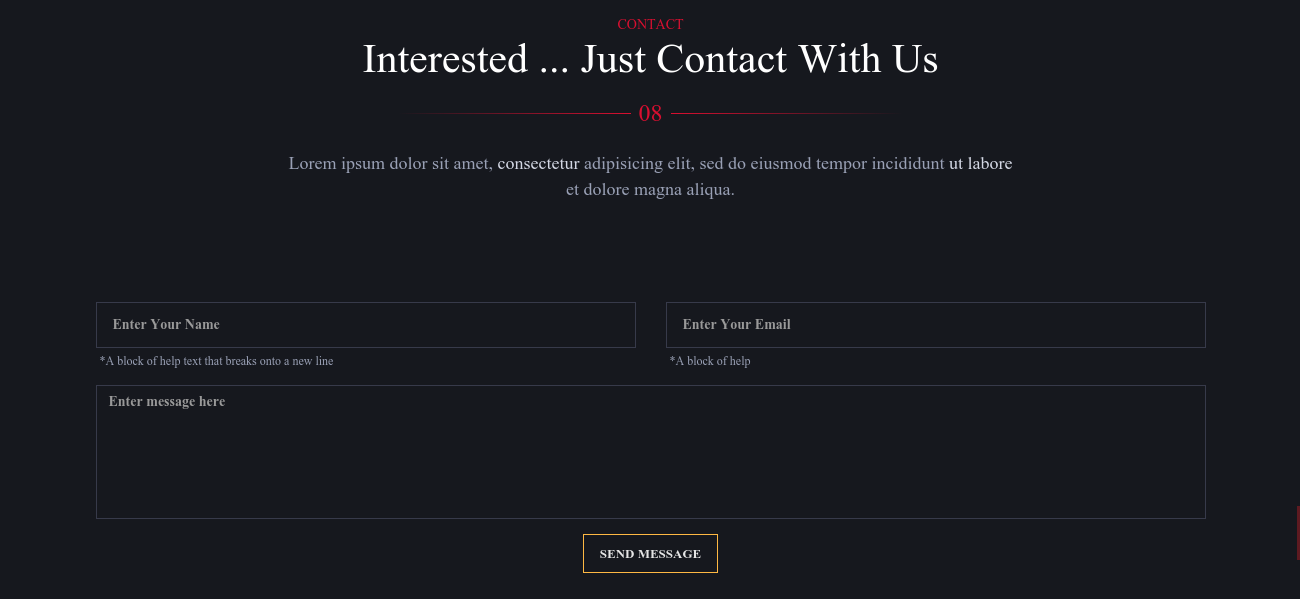 CONTACT
Interested ... Just Contact With Us
08
Lorem ipsum dolor sit amet, consectetur adipisicing elit, sed do eiusmod tempor incididunt ut labore
et dolore magna aliqua.
Enter Your Name
Enter Your Email
*A block of help text that breaks onto a new line
*A block of help
Enter message here
SEND MESSAGE